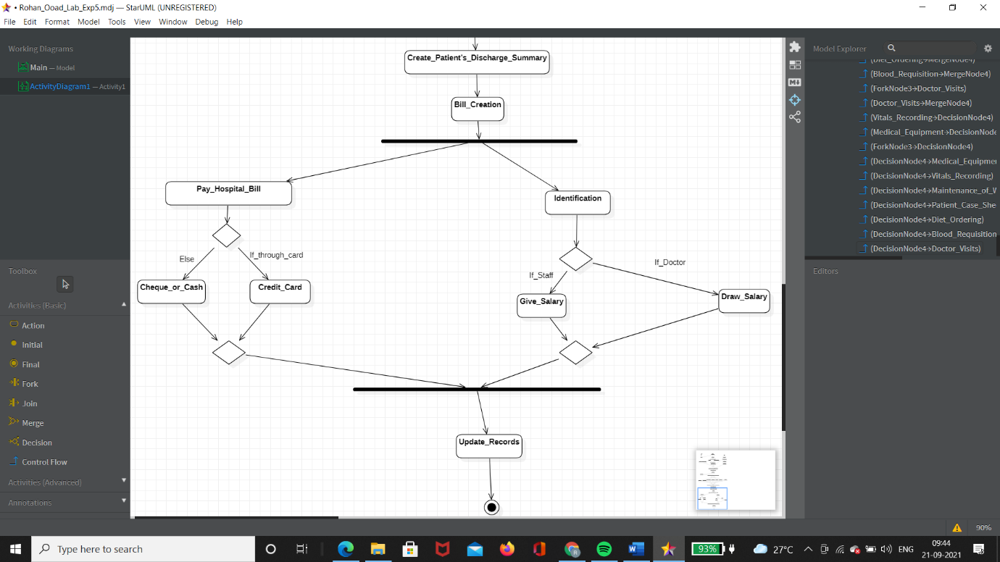 • Rohan_Ooad_Lab_Exp5.mdj — StarUML (UNREGISTERED)
File Edit Format Model Tools View Window Debug Help
Working Diagrams
Main — Model
ActivityDiagram1 — Activity1
Toolbox
Activities (Basic)
Action
Initial
Final
Fork
Join
Merge
Decision
Control Flow
Activities (Advanced)
Annotations
Create_Patient's_Discharge_Summary
Bill_Creation
Pay_Hospital_Bill
Identification
Else
If_through_card
If_Staff
If_Doctor
Cheque_or_Cash
Credit_Card
Give_Salary
Draw_Salary
Update_Records
M
Model Explorer
(Diet_Ordering→MergeNode4)
(Blood_Requisition→MergeNode4)
(ForkNode3→Doctor_Visits)
(Doctor_Visits→MergeNode4)
(Vitals_Recording→DecisionNode4)
(Medical_Equipment→DecisionNode
(ForkNode3→DecisionNode4)
(DecisionNode4→Medical_Equipmen
(DecisionNode4→Vitals_Recording)
(DecisionNode4→Maintenance_of_W
(DecisionNode4→Patient_Case_She
(DecisionNode4→Diet_Ordering)
(DecisionNode4→Blood_Requisition
(DecisionNode4→Doctor_Visits)
Editors
90%
Type here to search
93%
27°C
ENG
09:44
21-09-2021